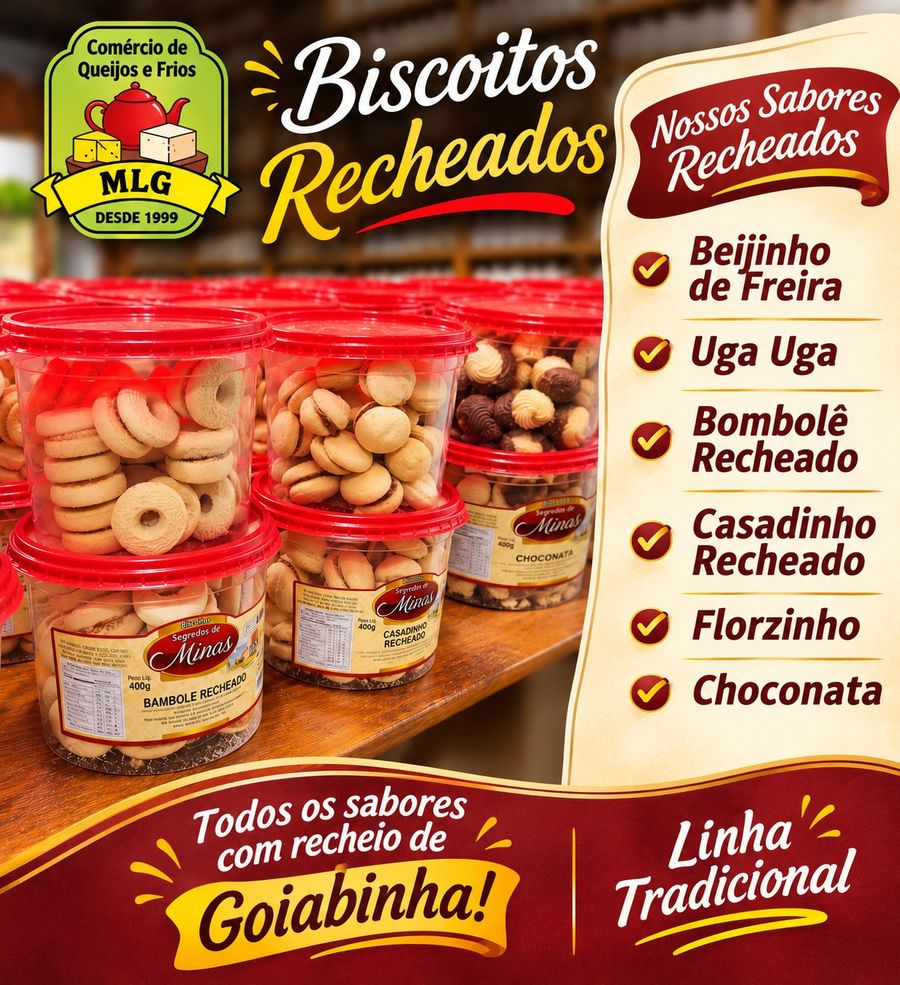 Comércio de
Queijos e Frios
MLG
DESDE 1999
Biscoitos
Recheados
Nossos Sabores
Recheados
Beijinho
de Freira
Uga Uga
Bombolê
Recheado
Casadinho
Recheado
Florzinho
Choconata
Biscoitos
Segredos de
Minas
Peso Líq.
400g
BAMBOLE RECHEADO
Segredos de
Minas
Peso Líq.
400g
CASADINHO
RECHEADO
Segredos de
Minas
400g
CHOCONATA
Todos os sabores
com recheio de
Goiabinha!
Linha
Tradicional